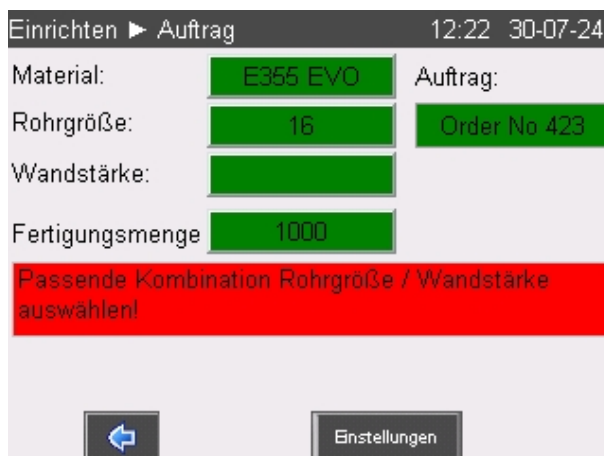 Einrichten ► Auftrag 12:22 30-07-24
Material: E355 EVO Auftrag:
Rohrgröße: 16 Order No 423
Wandstärke:
Fertigungsmenge 1000
Passende Kombination Rohrgröße / Wandstärke
auswählen!
Einstellungen